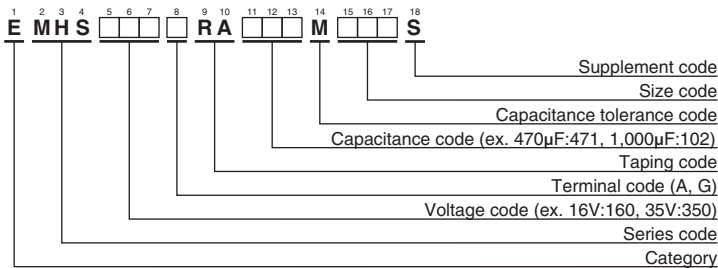 1 2 3 4 5 6 7 8 9 10 11 12 13 14 15 16 17 18
E MHS RA M S
Supplement code
Size code
Capacitance tolerance code
Capacitance code (ex. 470µF:471, 1,000µF:102)
Taping code
Terminal code (A, G)
Voltage code (ex. 16V:160, 35V:350)
Series code
Category